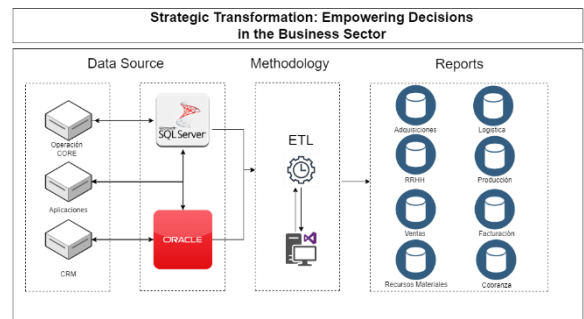 Strategic Transformation: Empowering Decisions
in the Business Sector
Data Source
Methodology
Reports
Operación
CORE
Aplicaciones
CRM
Microsoft
SQL Server
ORACLE
ETL
Adquisiciones
Logistica
RRHH
Producción
Ventas
Facturación
Recursos Materiales
Cobranza